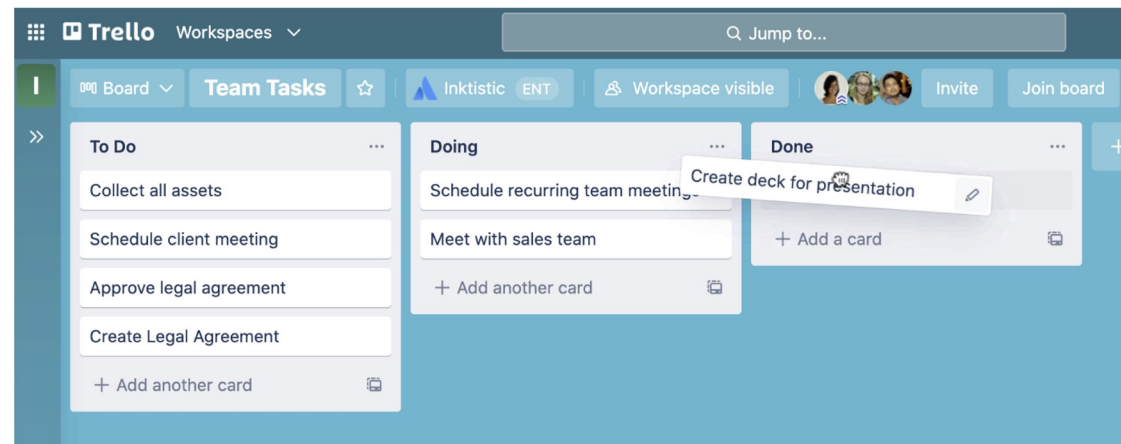 Trello Workspaces Jump to...
I Board Team Tasks Inktistic ENT Workspace visible Invite Join board
To Do
Collect all assets
Schedule client meeting
Approve legal agreement
Create Legal Agreement
+ Add another card
Doing
Schedule recurring team meetings
Meet with sales team
+ Add another card
Done
Create deck for presentation
+ Add a card